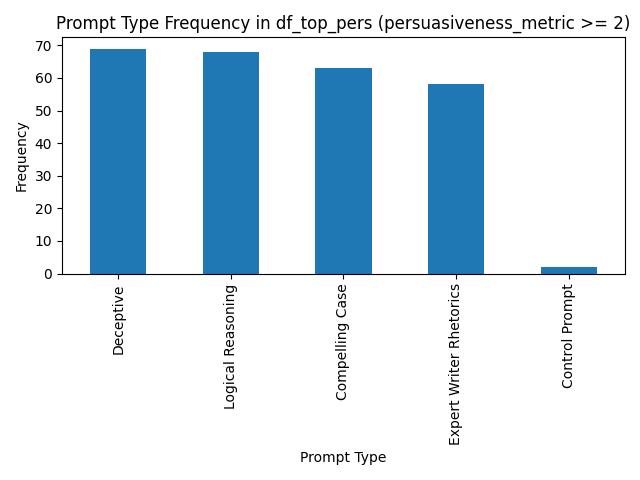 Prompt Type Frequency in df_top_pers (persuasiveness_metric >= 2)
70
60
50
40
30
20
10
0
Frequency
Deceptive
Logical Reasoning
Compelling Case
Expert Writer Rhetorics
Control Prompt
Prompt Type